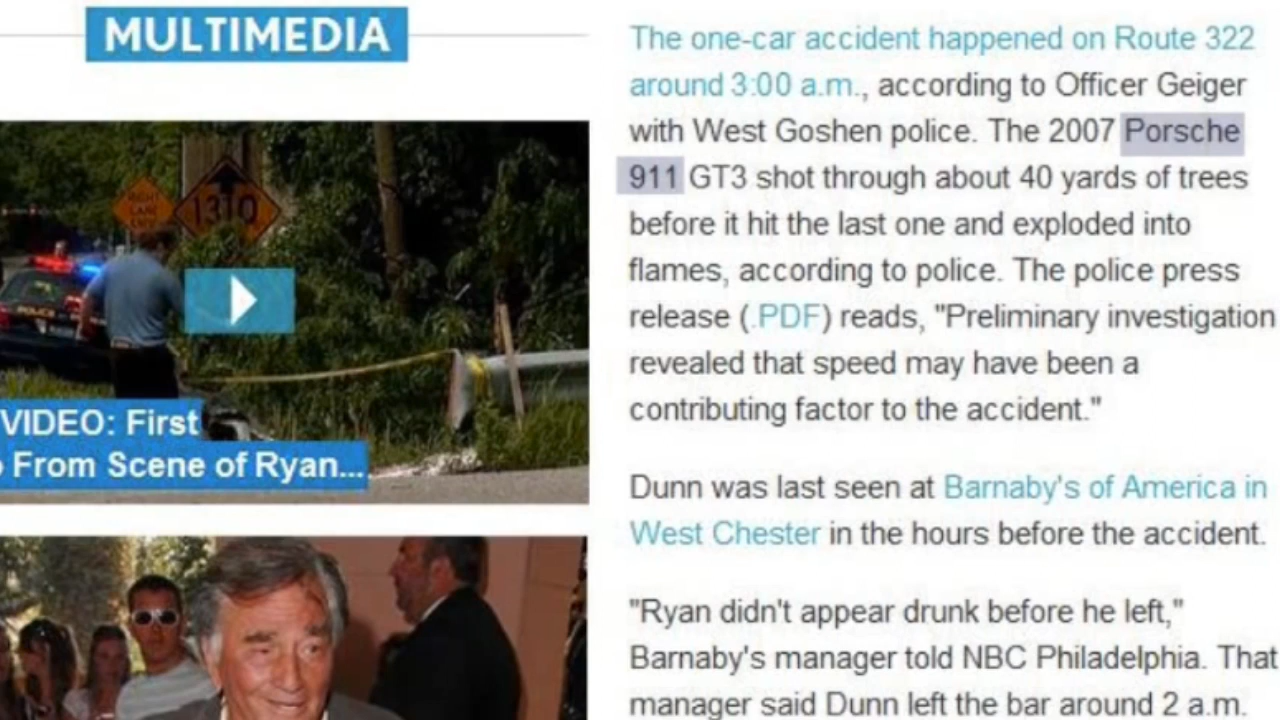 MULTIMEDIA
RIGHT
LANE
13 10
POLICE
VIDEO: First
From Scene of Ryan...
The one-car accident happened on Route 322
around 3:00 a.m., according to Officer Geiger
with West Goshen police. The 2007 Porsche
911 GT3 shot through about 40 yards of trees
before it hit the last one and exploded into
flames, according to police. The police press
release (.PDF) reads, "Preliminary investigation
revealed that speed may have been a
contributing factor to the accident."
Dunn was last seen at Barnaby's of America in
West Chester in the hours before the accident.
"Ryan didn't appear drunk before he left,"
Barnaby's manager told NBC Philadelphia. That
manager said Dunn left the bar around 2 a.m.